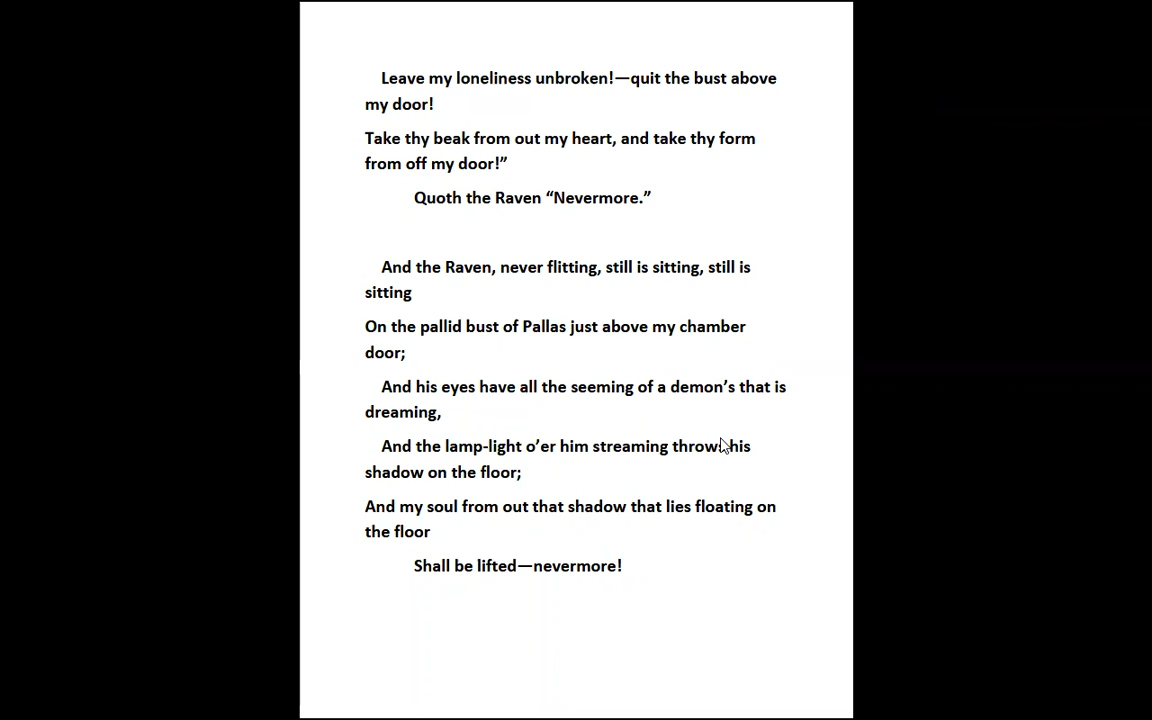 Leave my loneliness unbroken!—quit the bust above
my door!
Take thy beak from out my heart, and take thy form
from off my door!”
Quoth the Raven “Nevermore.”
And the Raven, never flitting, still is sitting, still is
sitting
On the pallid bust of Pallas just above my chamber
door;
And his eyes have all the seeming of a demon’s that is
dreaming,
And the lamp-light o’er him streaming throws his
shadow on the floor;
And my soul from out that shadow that lies floating on
the floor
Shall be lifted—nevermore!